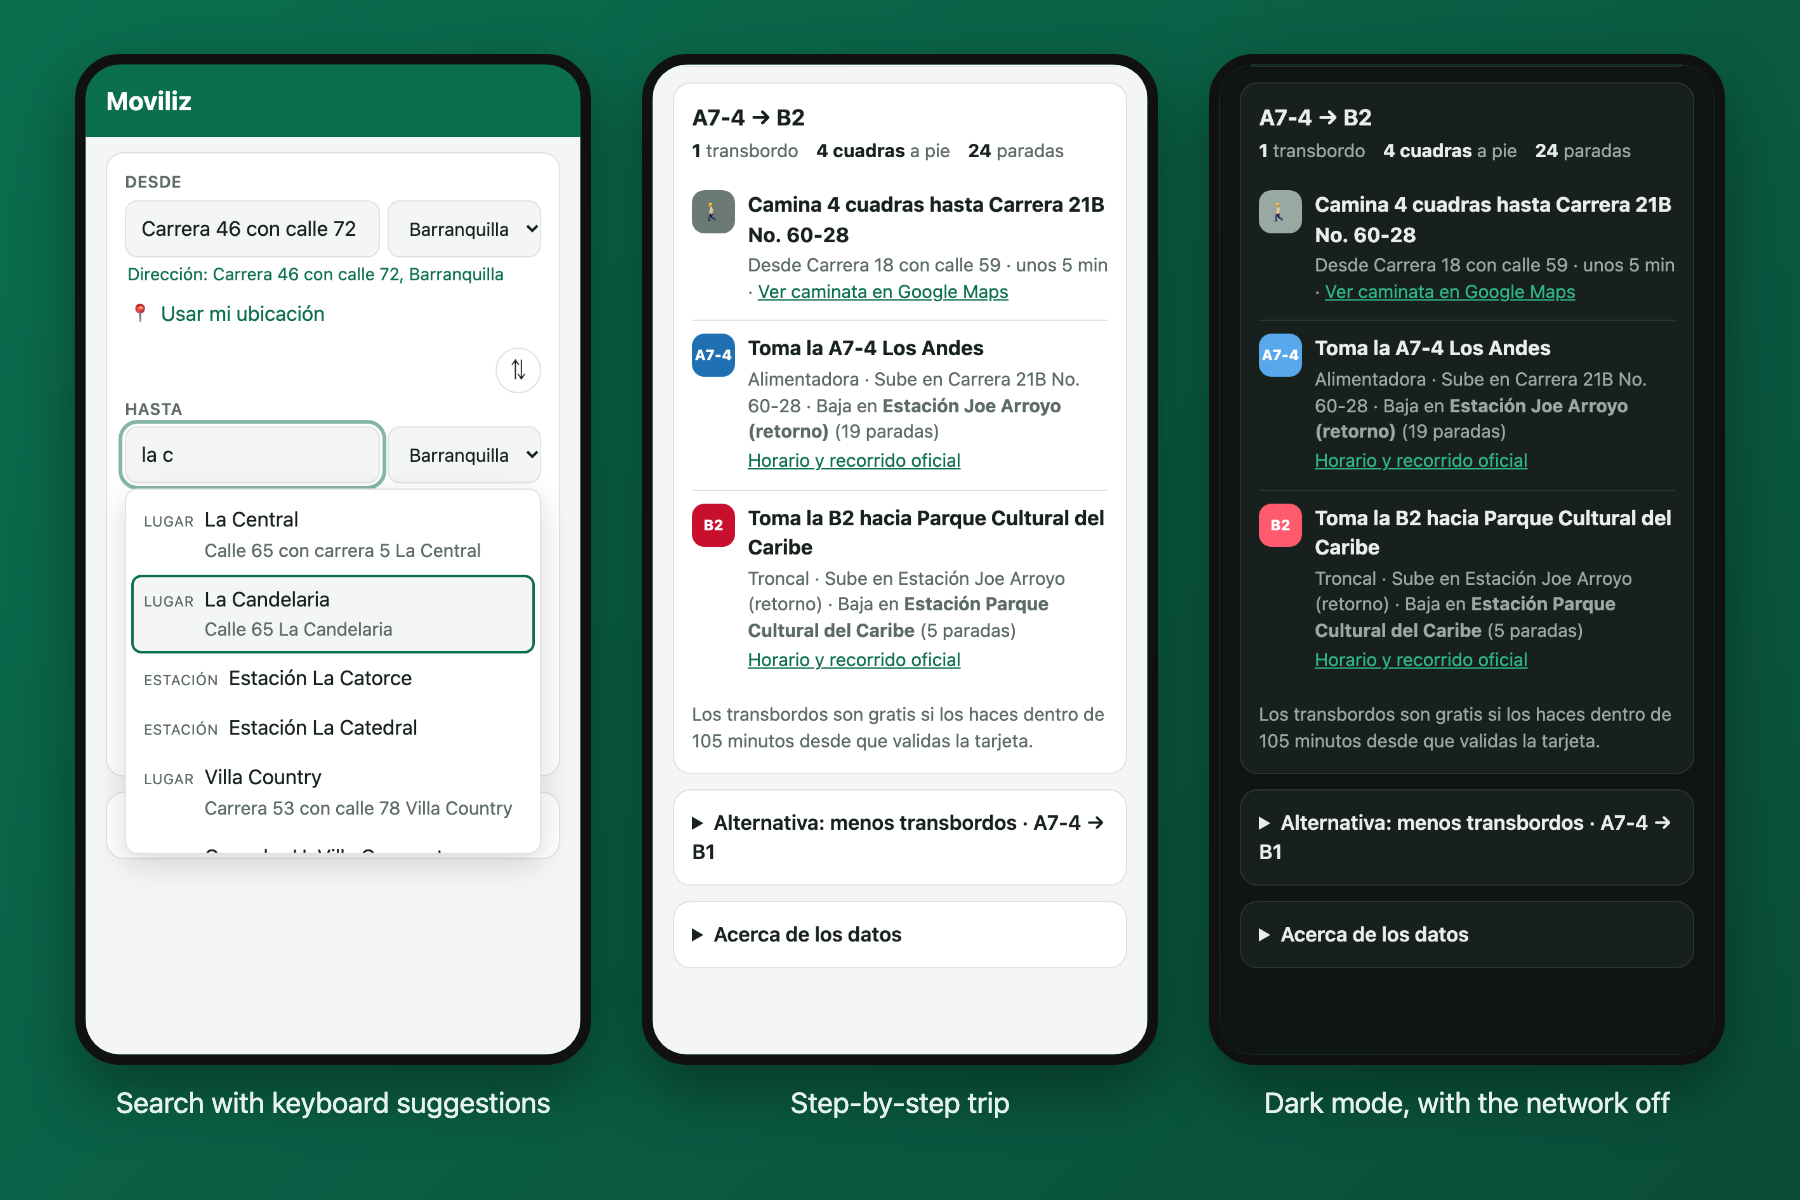 Moviliz
DESDE
Carrera 46 con calle 72
Barranquilla
Dirección: Carrera 46 con calle 72, Barranquilla
Usar mi ubicación
HASTA
la c
Barranquilla
LUGAR La Central
Calle 65 con carrera 5 La Central
LUGAR La Candelaria
Calle 65 La Candelaria
ESTACIÓN Estación La Catorce
ESTACIÓN Estación La Catedral
LUGAR Villa Country
Carrera 53 con calle 78 Villa Country
Search with keyboard suggestions
A7-4 → B2
1 transbordo 4 cuadras a pie 24 paradas
Camina 4 cuadras hasta Carrera 21B
No. 60-28
Desde Carrera 18 con calle 59 · unos 5 min
· Ver caminata en Google Maps
A7-4
Toma la A7-4 Los Andes
Alimentadora · Sube en Carrera 21B No.
60-28 · Baja en Estación Joe Arroyo
(retorno) (19 paradas)
Horario y recorrido oficial
B2
Toma la B2 hacia Parque Cultural del
Caribe
Troncal · Sube en Estación Joe Arroyo
(retorno) · Baja en Estación Parque
Cultural del Caribe (5 paradas)
Horario y recorrido oficial
Los transbordos son gratis si los haces dentro de
105 minutos desde que validas la tarjeta.
▶ Alternativa: menos transbordos · A7-4 →
B1
▶ Acerca de los datos
Step-by-step trip
A7-4 → B2
1 transbordo 4 cuadras a pie 24 paradas
Camina 4 cuadras hasta Carrera 21B
No. 60-28
Desde Carrera 18 con calle 59 · unos 5 min
· Ver caminata en Google Maps
A7-4
Toma la A7-4 Los Andes
Alimentadora · Sube en Carrera 21B No.
60-28 · Baja en Estación Joe Arroyo
(retorno) (19 paradas)
Horario y recorrido oficial
B2
Toma la B2 hacia Parque Cultural del
Caribe
Troncal · Sube en Estación Joe Arroyo
(retorno) · Baja en Estación Parque
Cultural del Caribe (5 paradas)
Horario y recorrido oficial
Los transbordos son gratis si los haces dentro de
105 minutos desde que validas la tarjeta.
▶ Alternativa: menos transbordos · A7-4 →
B1
▶ Acerca de los datos
Dark mode, with the network off